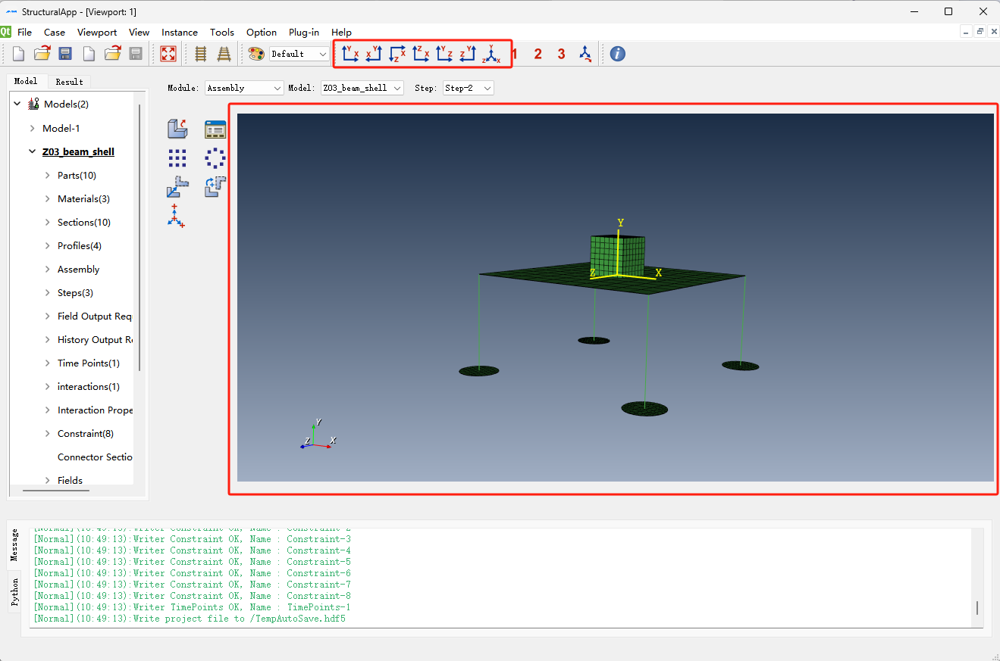 StructuralApp - [Viewport: 1]
Qt File Case Viewport View Instance Tools Option Plug-in Help
Default
Y X
X Y
X Z
Z X
Y Z
Z Y
Y Z X
1 2 3
Model Result
Module: Assembly Model: Z03_beam_shell Step: Step-2
Models(2)
Model-1
Z03_beam_shell
Parts(10)
Materials(3)
Sections(10)
Profiles(4)
Assembly
Steps(3)
Field Output Req
History Output Re
Time Points(1)
interactions(1)
Interaction Prope
Constraint(8)
Connector Sectio
Fields
Y
Z X
Y
Z X
Message
Python
[Normal](10:49:13):Writer Constraint OK, Name : Constraint-2
[Normal](10:49:13):Writer Constraint OK, Name : Constraint-3
[Normal](10:49:13):Writer Constraint OK, Name : Constraint-4
[Normal](10:49:13):Writer Constraint OK, Name : Constraint-5
[Normal](10:49:13):Writer Constraint OK, Name : Constraint-6
[Normal](10:49:13):Writer Constraint OK, Name : Constraint-7
[Normal](10:49:13):Writer Constraint OK, Name : Constraint-8
[Normal](10:49:13):Writer TimePoints OK, Name : TimePoints-1
[Normal](10:49:13):Write project file to /TempAutoSave.hdf5